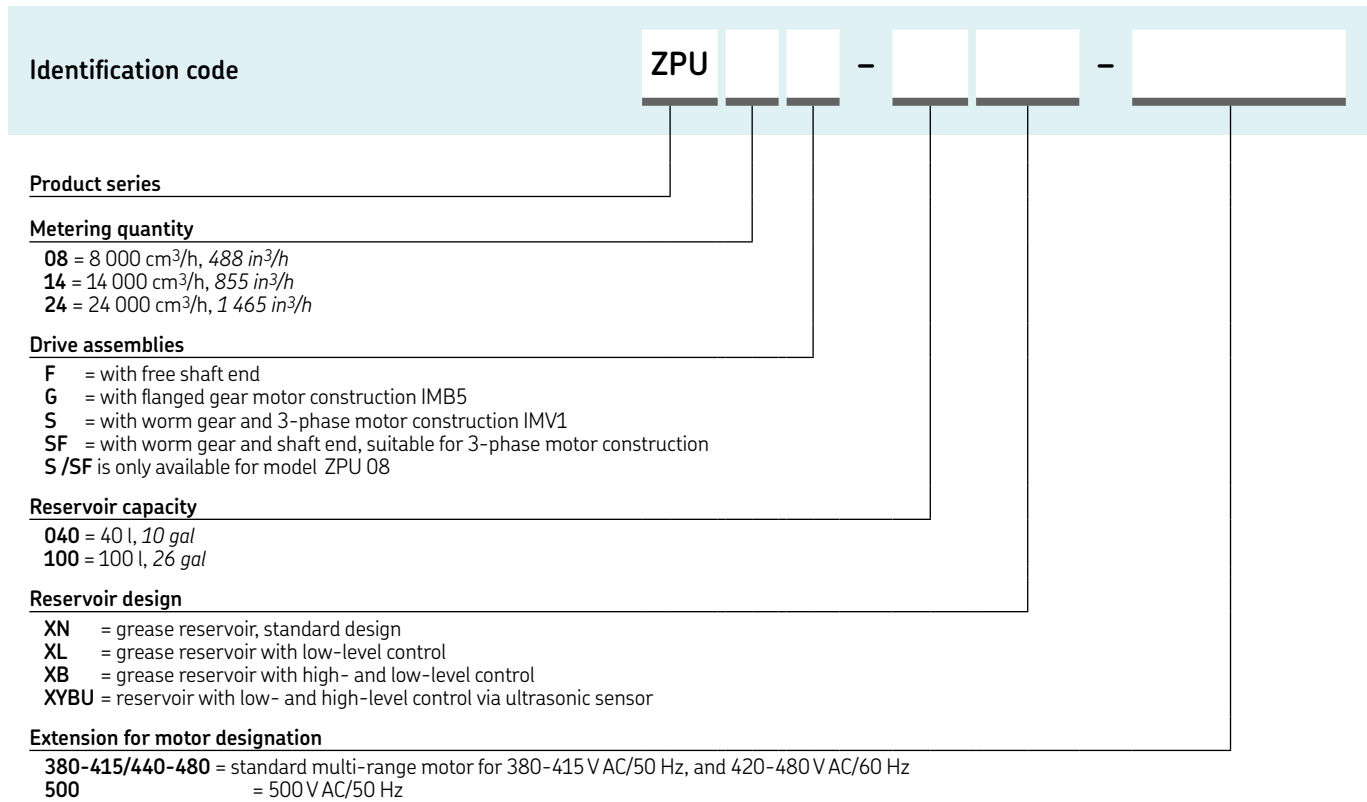 Identification code ZPU – –
Product series
Metering quantity
08 = 8 000 cm³/h, 488 in³/h
14 = 14 000 cm³/h, 855 in³/h
24 = 24 000 cm³/h, 1 465 in³/h
Drive assemblies
F = with free shaft end
G = with flanged gear motor construction IMB5
S = with worm gear and 3-phase motor construction IMV1
SF = with worm gear and shaft end, suitable for 3-phase motor construction
S /SF is only available for model ZPU 08
Reservoir capacity
040 = 40 l, 10 gal
100 = 100 l, 26 gal
Reservoir design
XN = grease reservoir, standard design
XL = grease reservoir with low-level control
XB = grease reservoir with high- and low-level control
XYBU = reservoir with low- and high-level control via ultrasonic sensor
Extension for motor designation
380-415/440-480 = standard multi-range motor for 380-415 V AC/50 Hz, and 420-480 V AC/60 Hz
500 = 500 V AC/50 Hz